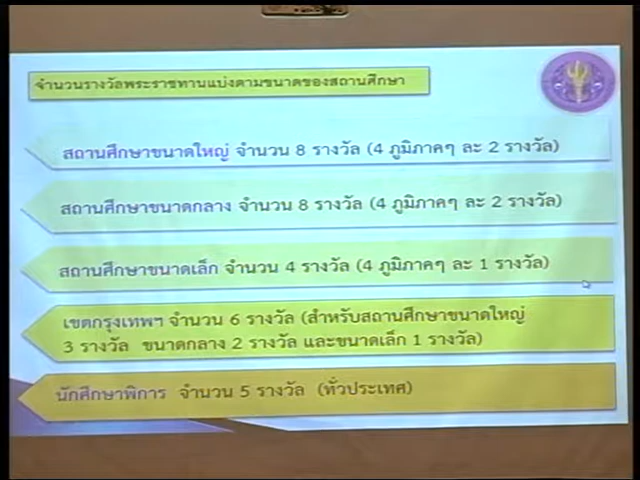 จำนวนรางวัลพระราชทานแบ่งตามขนาดของสถานศึกษา
สถานศึกษาขนาดใหญ่ จำนวน 8 รางวัล (4 ภูมิภาคๆ ละ 2 รางวัล)
สถานศึกษาขนาดกลาง จำนวน 8 รางวัล (4 ภูมิภาคๆ ละ 2 รางวัล)
สถานศึกษาขนาดเล็ก จำนวน 4 รางวัล (4 ภูมิภาคๆ ละ 1 รางวัล)
เขตกรุงเทพฯ จำนวน 6 รางวัล (สำหรับสถานศึกษาขนาดใหญ่
3 รางวัล ขนาดกลาง 2 รางวัล และขนาดเล็ก 1 รางวัล)
นักศึกษาพิการ จำนวน 5 รางวัล (ทั่วประเทศ)